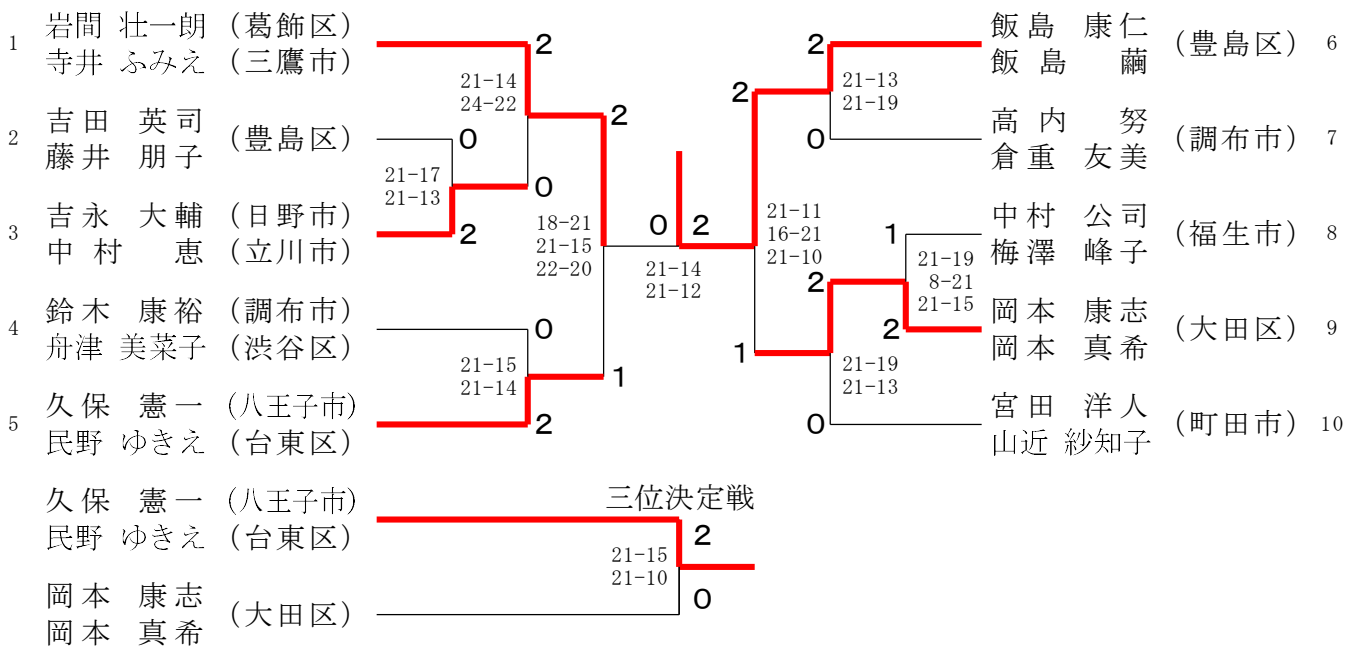 1 岩間 壮一朗 (葛飾区)
寺井 ふみえ (三鷹市)
2
21-14
24-22
2 吉田 英司
藤井 朋子 (豊島区)
0
21-17
21-13
0
3 吉永 大輔 (日野市)
中村 恵 (立川市)
2
2
18-21
21-15
22-20
4 鈴木 康裕 (調布市)
舟津 美菜子 (渋谷区)
0
21-15
21-14
1
5 久保 憲一 (八王子市)
民野 ゆきえ (台東区)
2
0 2
21-14
21-12
飯島 康仁
飯島 繭 (豊島区) 6
2
21-13
21-19
2
高内 努
倉重 友美 (調布市) 7
0
21-11
16-21
21-10
中村 公司
梅澤 峰子 (福生市) 8
1
21-19
8-21
21-15
2
岡本 康志
岡本 真希 (大田区) 9
2
1
21-19
21-13
宮田 洋人
山近 紗知子 (町田市) 10
0
三位決定戦
久保 憲一 (八王子市)
民野 ゆきえ (台東区)
2
21-15
21-10
0
岡本 康志
岡本 真希 (大田区)